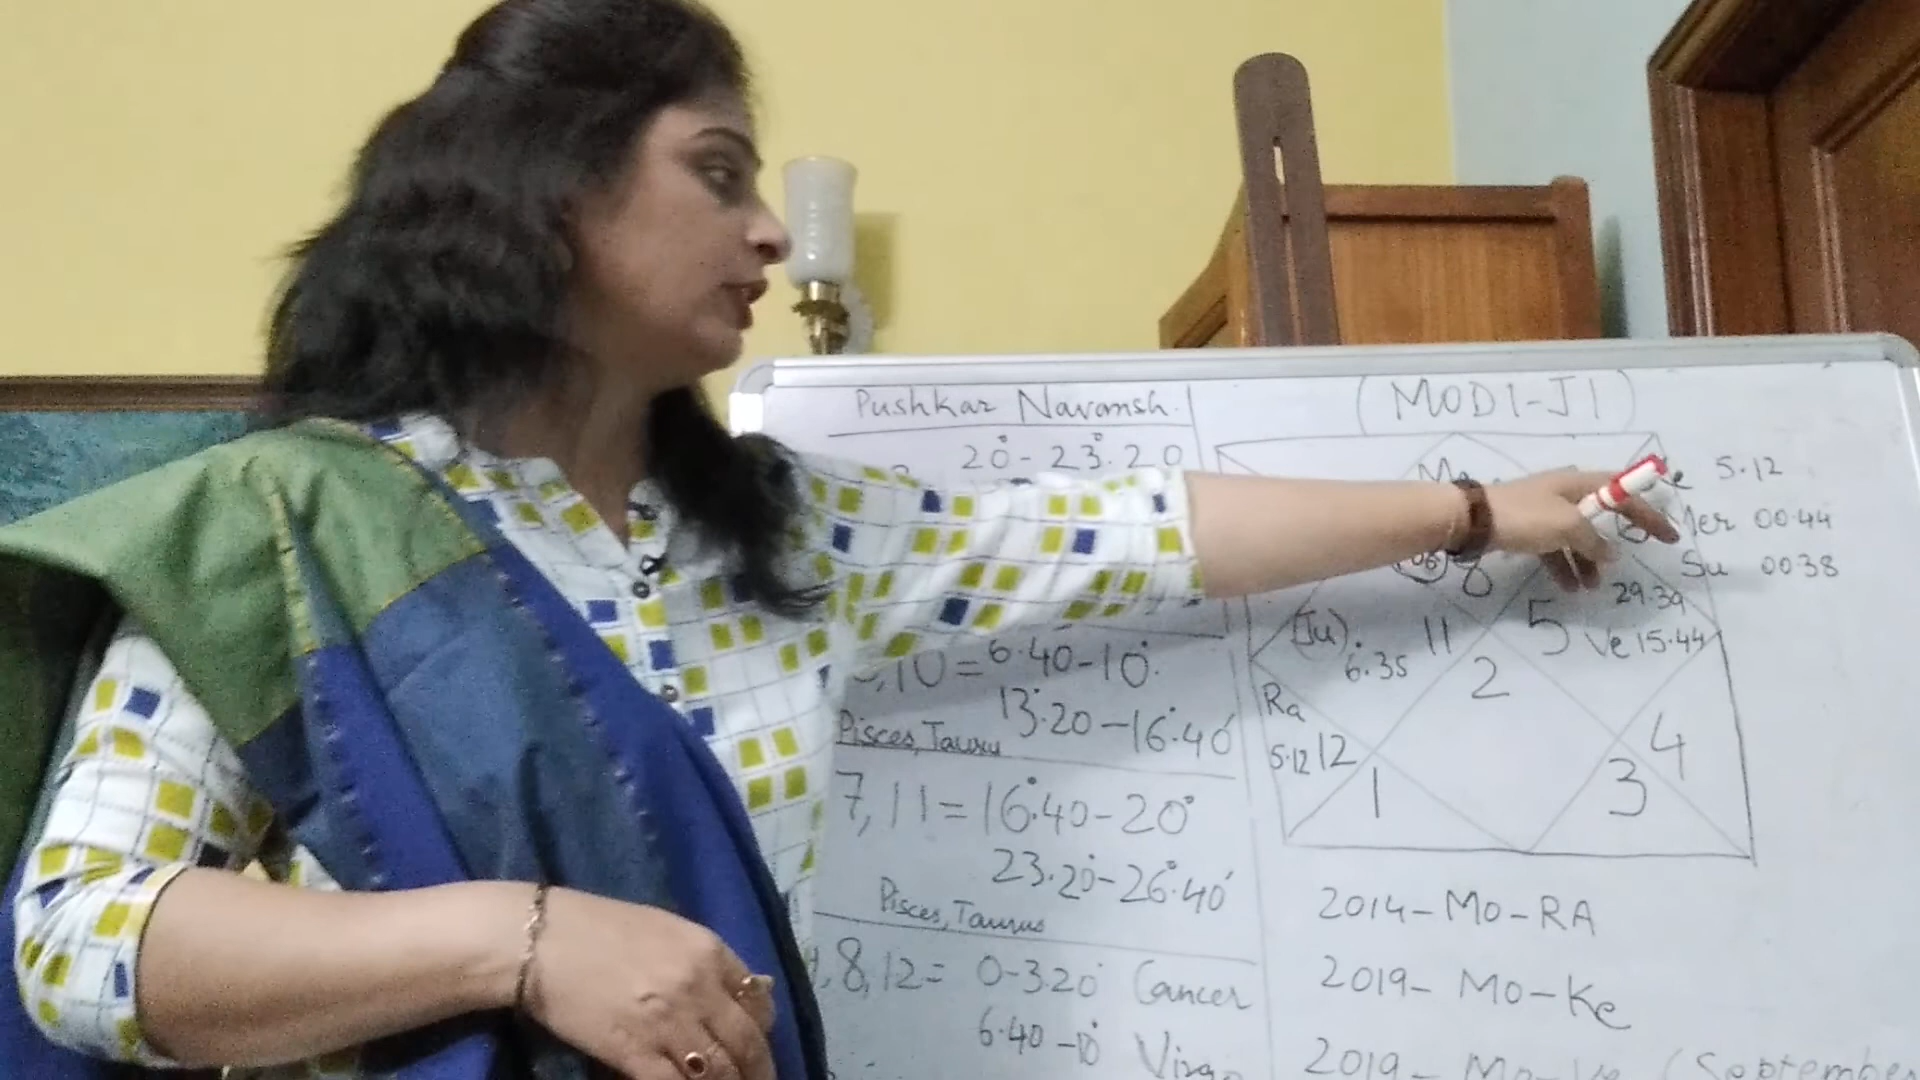 Pushkar Navansh.
20° - 23°.20
,10 = 6.40-10°.
13°.20-16°.40'
Pisces, Taurus
7,11 = 16°.40-20°
23.20°-26°.40'
Pisces, Taurus
,8,12 = 0-3.20° Cancer
6.40-10° Virgo
(MODI-JI)
5.12
Mer 00.44
8
Su 00.38
29.39
(Ju). 11 5 Ve 15.44
6.35
2
Ra
5.12 12 4
1 3
2014- Mo-RA
2019- Mo-Ke
2019- Mo-Ve (September